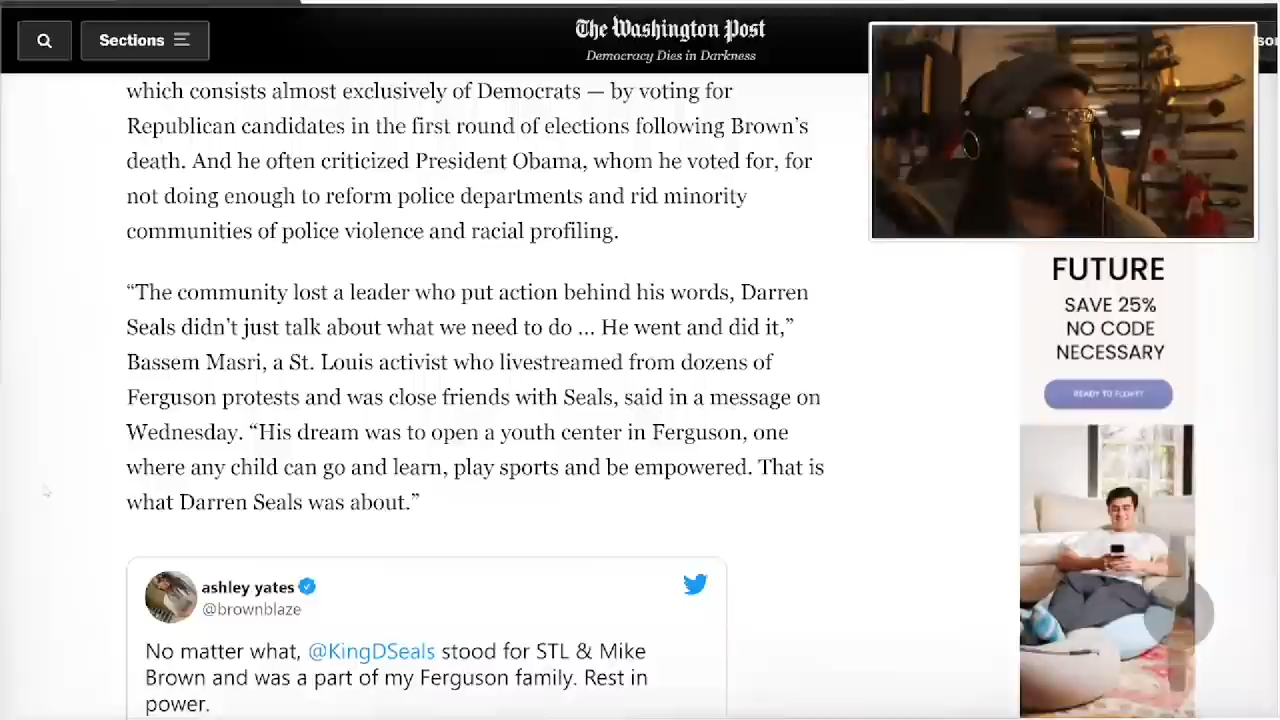 Sections
The Washington Post
Democracy Dies in Darkness
which consists almost exclusively of Democrats — by voting for
Republican candidates in the first round of elections following Brown’s
death. And he often criticized President Obama, whom he voted for, for
not doing enough to reform police departments and rid minority
communities of police violence and racial profiling.
“The community lost a leader who put action behind his words, Darren
Seals didn’t just talk about what we need to do ... He went and did it,”
Bassem Masri, a St. Louis activist who livestreamed from dozens of
Ferguson protests and was close friends with Seals, said in a message on
Wednesday. “His dream was to open a youth center in Ferguson, one
where any child can go and learn, play sports and be empowered. That is
what Darren Seals was about.”
ashley yates
@brownblaze
No matter what, @KingDSeals stood for STL & Mike
Brown and was a part of my Ferguson family. Rest in
power.
FUTURE
SAVE 25%
NO CODE
NECESSARY
READY TO